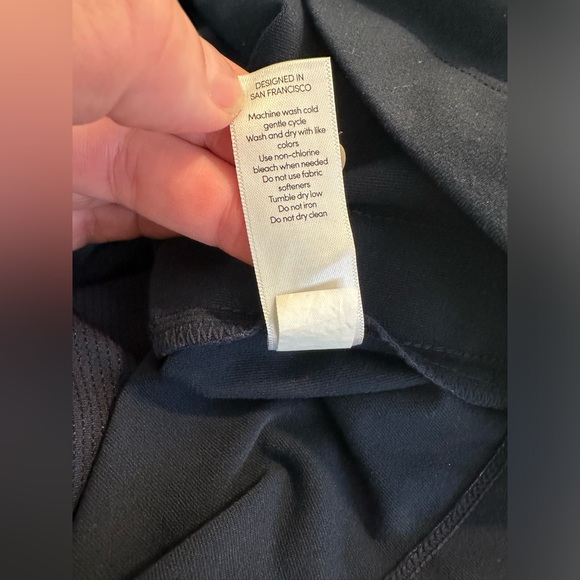 DESIGNED IN
SAN FRANCISCO
Machine wash cold
gentle cycle
Wash and dry with like
colors
Use non-chlorine
bleach when needed
Do not use fabric
softeners
Tumble dry low
Do not iron
Do not dry clean